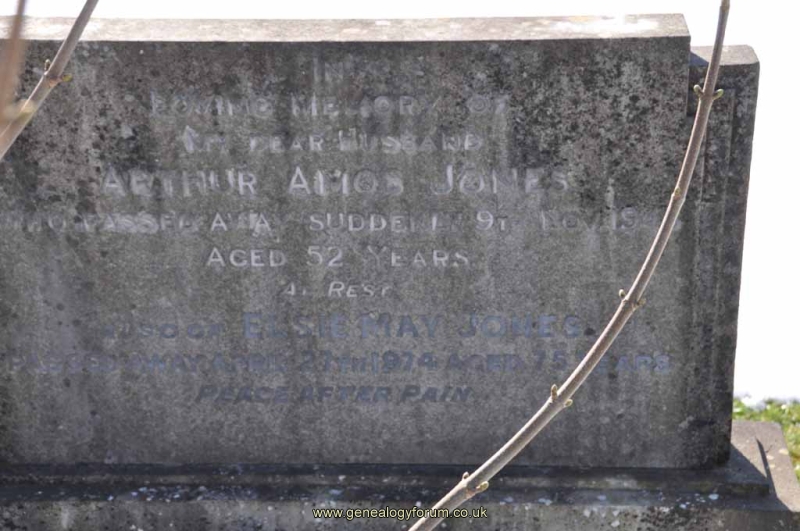 IN
LOVING MEMORY OF
MY DEAR HUSBAND
ARTHUR AMOS JONES
WHO PASSED AWAY SUDDENLY 9TH NOV.
AGED 52 YEARS
AT REST
ALSO OF ELSIE MAY JONES
PASSED AWAY APRIL 27TH 1974 AGED 75 YEARS
PEACE AFTER PAIN
www.genealogyforum.co.uk